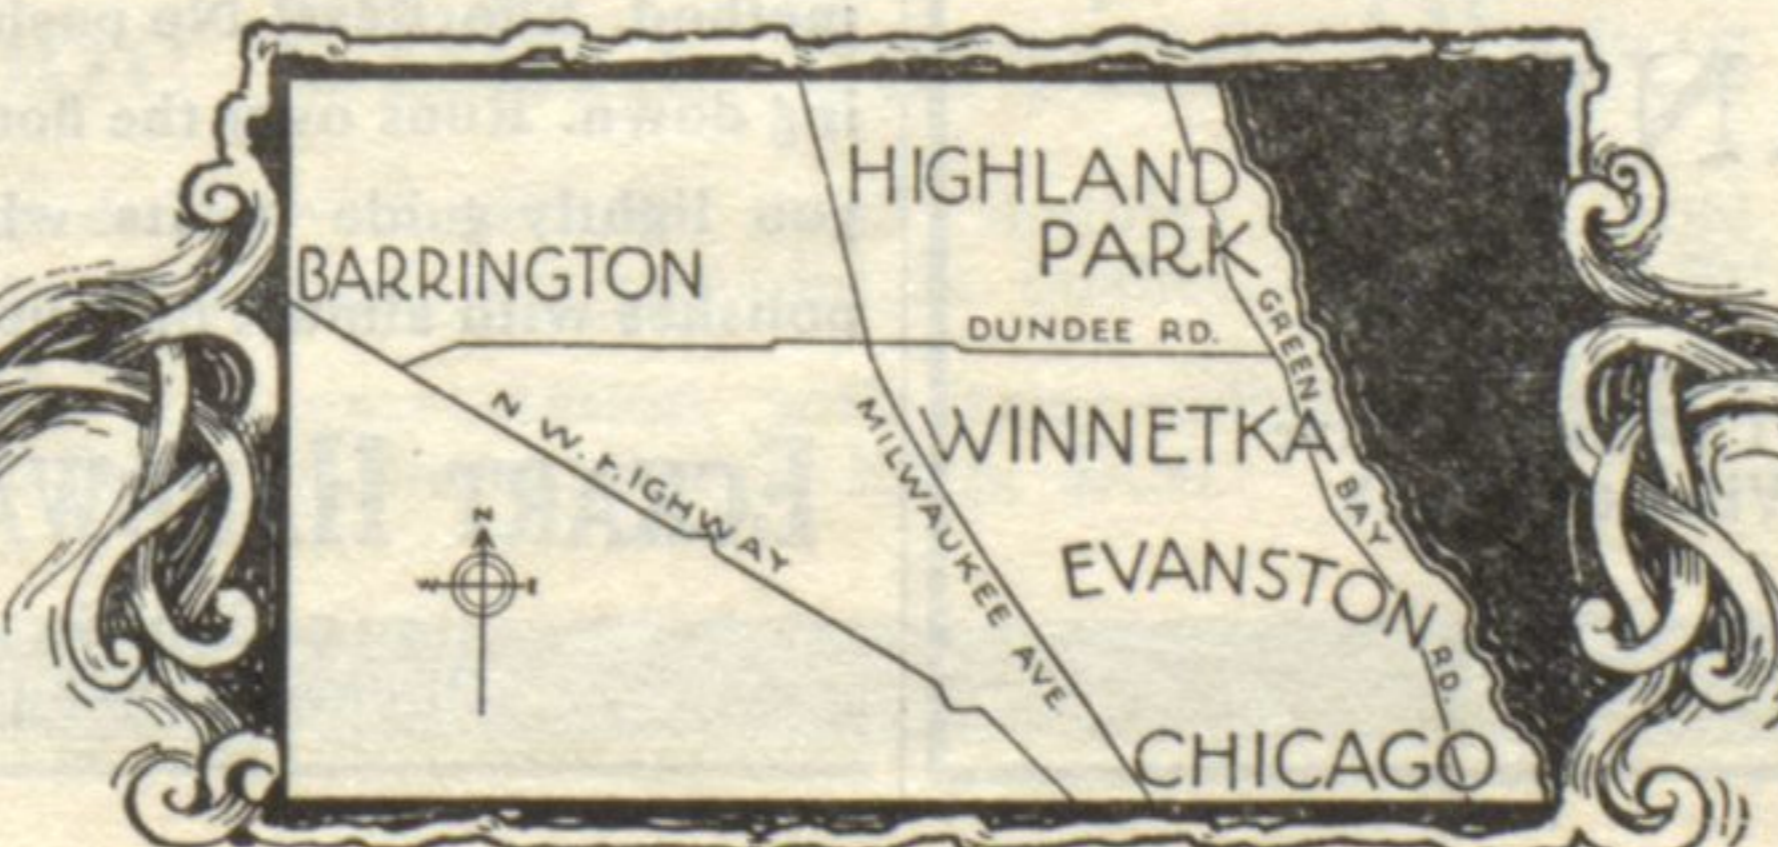 HIGHLAND
PARK
BARRINGTON
DUNDEE RD.
GREEN BAY RD.
N. W. HIGHWAY
MILWAUKEE AVE.
WINNETKA
EVANSTON
CHICAGO
N
W E